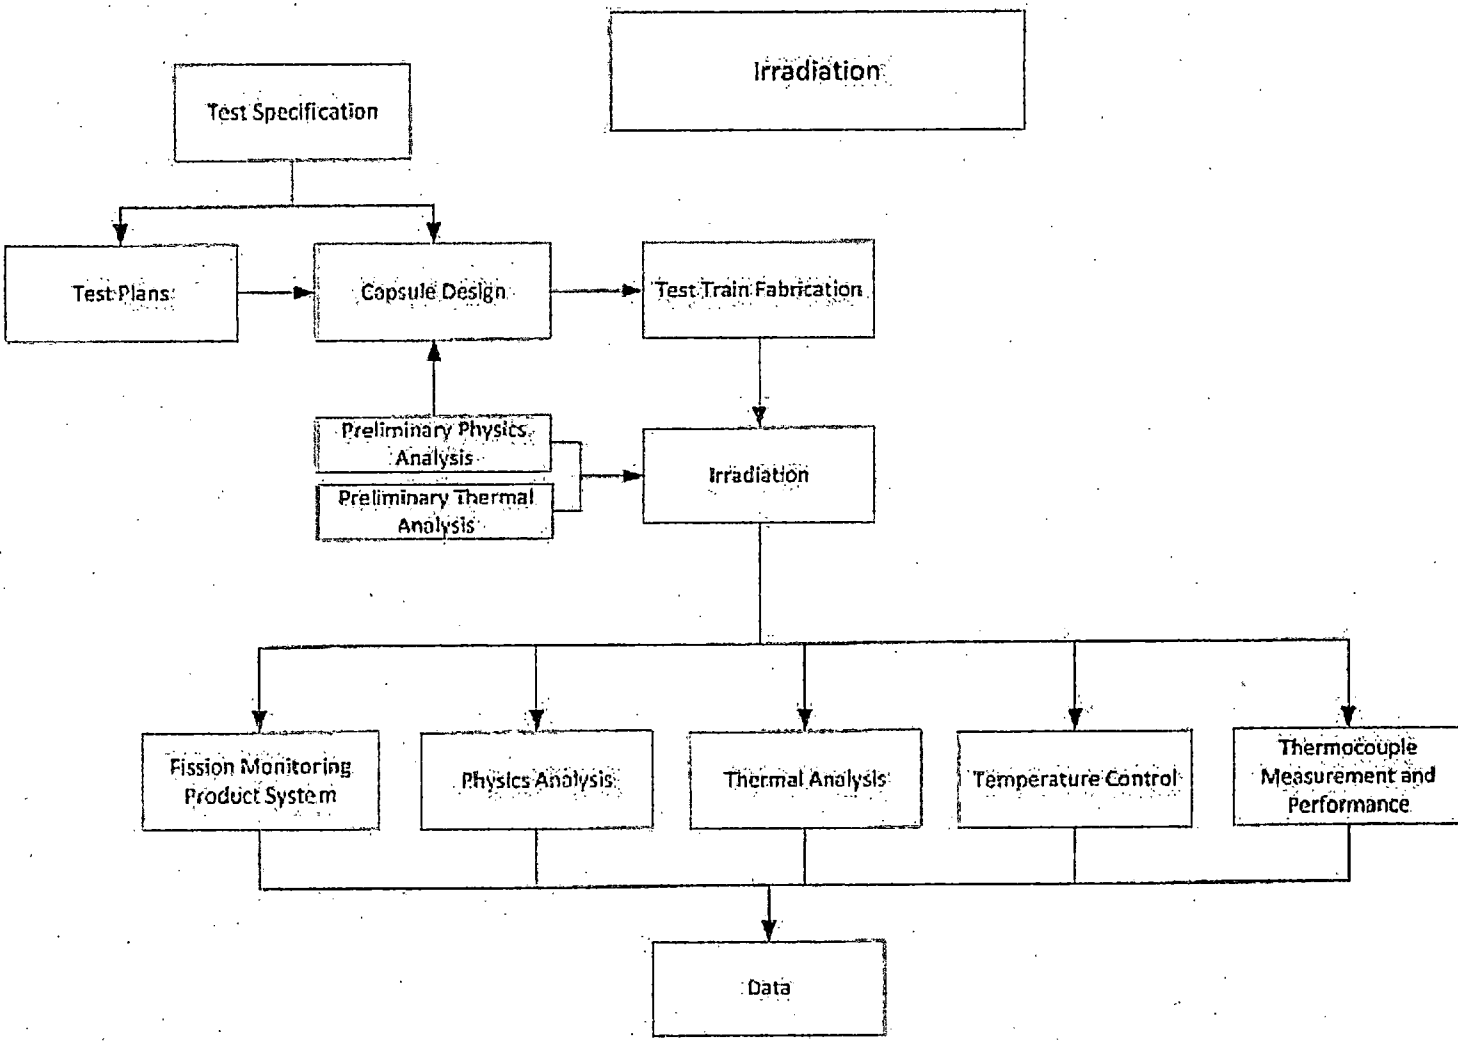 Irradiation
Test Specification
Test Plans
Capsule Design
Test Train Fabrication
Preliminary Physics
Analysis
Preliminary Thermal
Analysis
Irradiation
Fission Monitoring
Product System
Physics Analysis
Thermal Analysis
Temperature Control
Thermocouple
Measurement and
Performance
Data